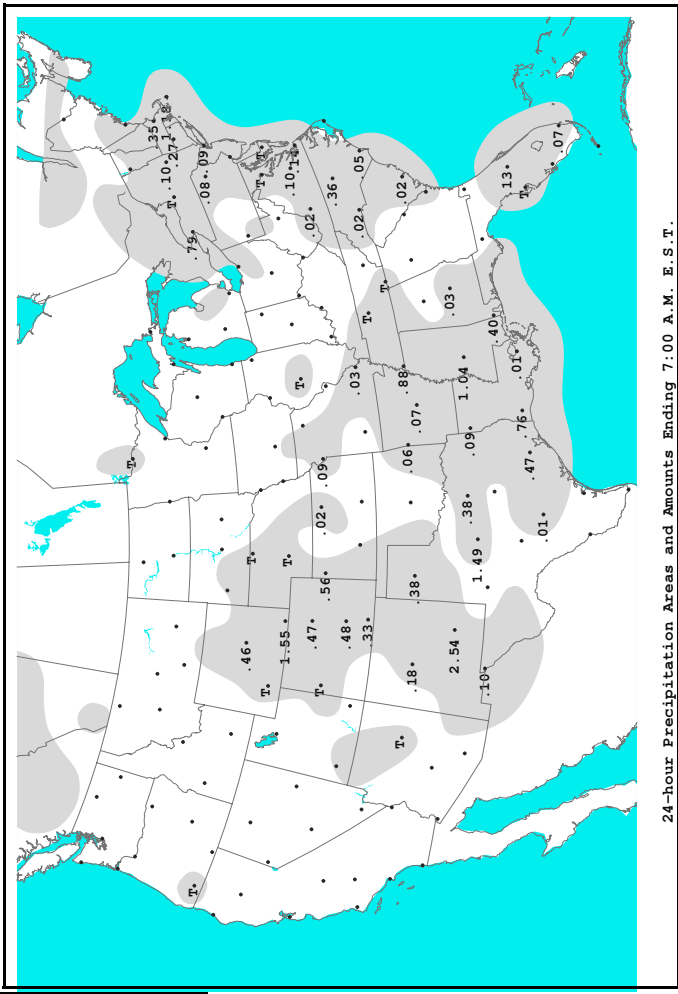 T
.35
.10
1.18
T
.27
.79
T
.09
.08
.46
T
T
T
T
1.55
T
.10
T
.02
.47
T
.02
.09
.56
.36
.48
.03
.02
.05
.33
T
T
T
.02
.88
.06
.18
.38
.07
.03
2.54
1.04
.38
.09
1.49
.10
.40
.13
.01
.76
T
.47
.01
.07
24-hour Precipitation Areas and Amounts Ending 7:00 A.M. E.S.T.